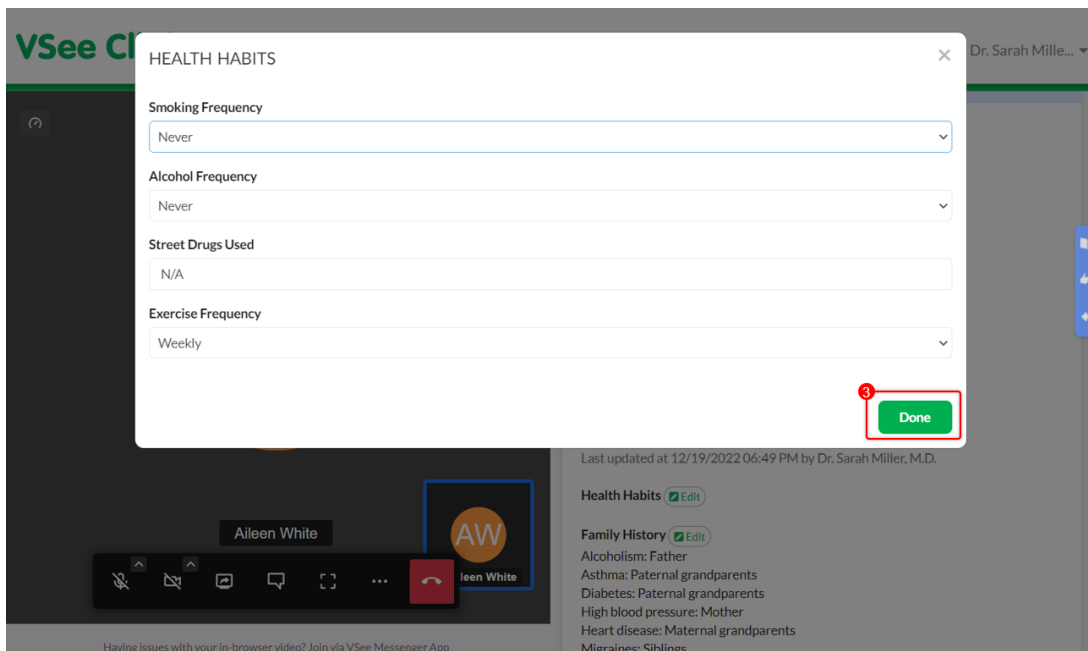 VSee Cl
HEALTH HABITS
Dr. Sarah Mille...
Smoking Frequency
Never
Alcohol Frequency
Never
Street Drugs Used
N/A
Exercise Frequency
Weekly
3
Done
Last updated at 12/19/2022 06:49 PM by Dr. Sarah Miller, M.D.
Health Habits Edit
Family History Edit
Alcoholism: Father
Asthma: Paternal grandparents
Diabetes: Paternal grandparents
High blood pressure: Mother
Heart disease: Maternal grandparents
Migraines: Siblings
Aileen White
AW
leen White
Having issues with your in-browser video? Join via VSee Messenger App